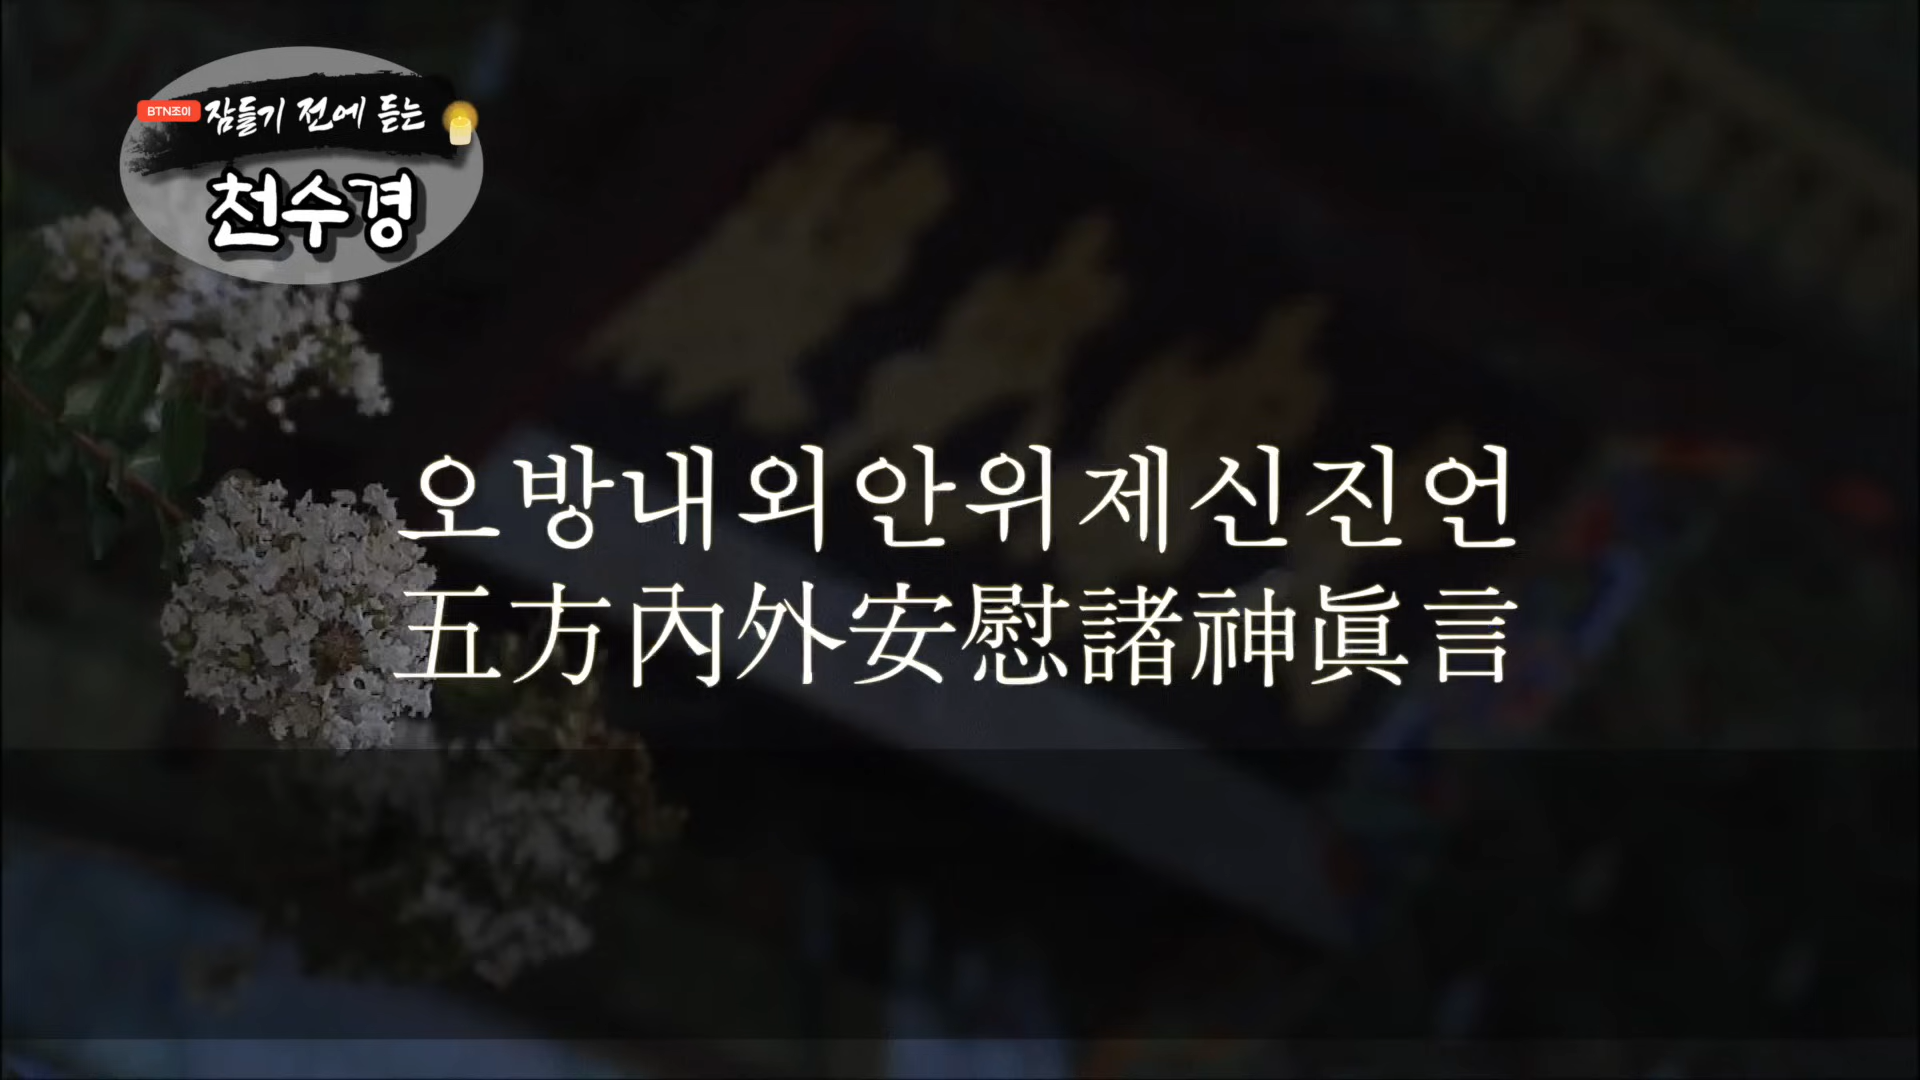 BTN조이
잠들기 전에 듣는
천수경
오방내외안위제신진언
五方內外安慰諸神眞言